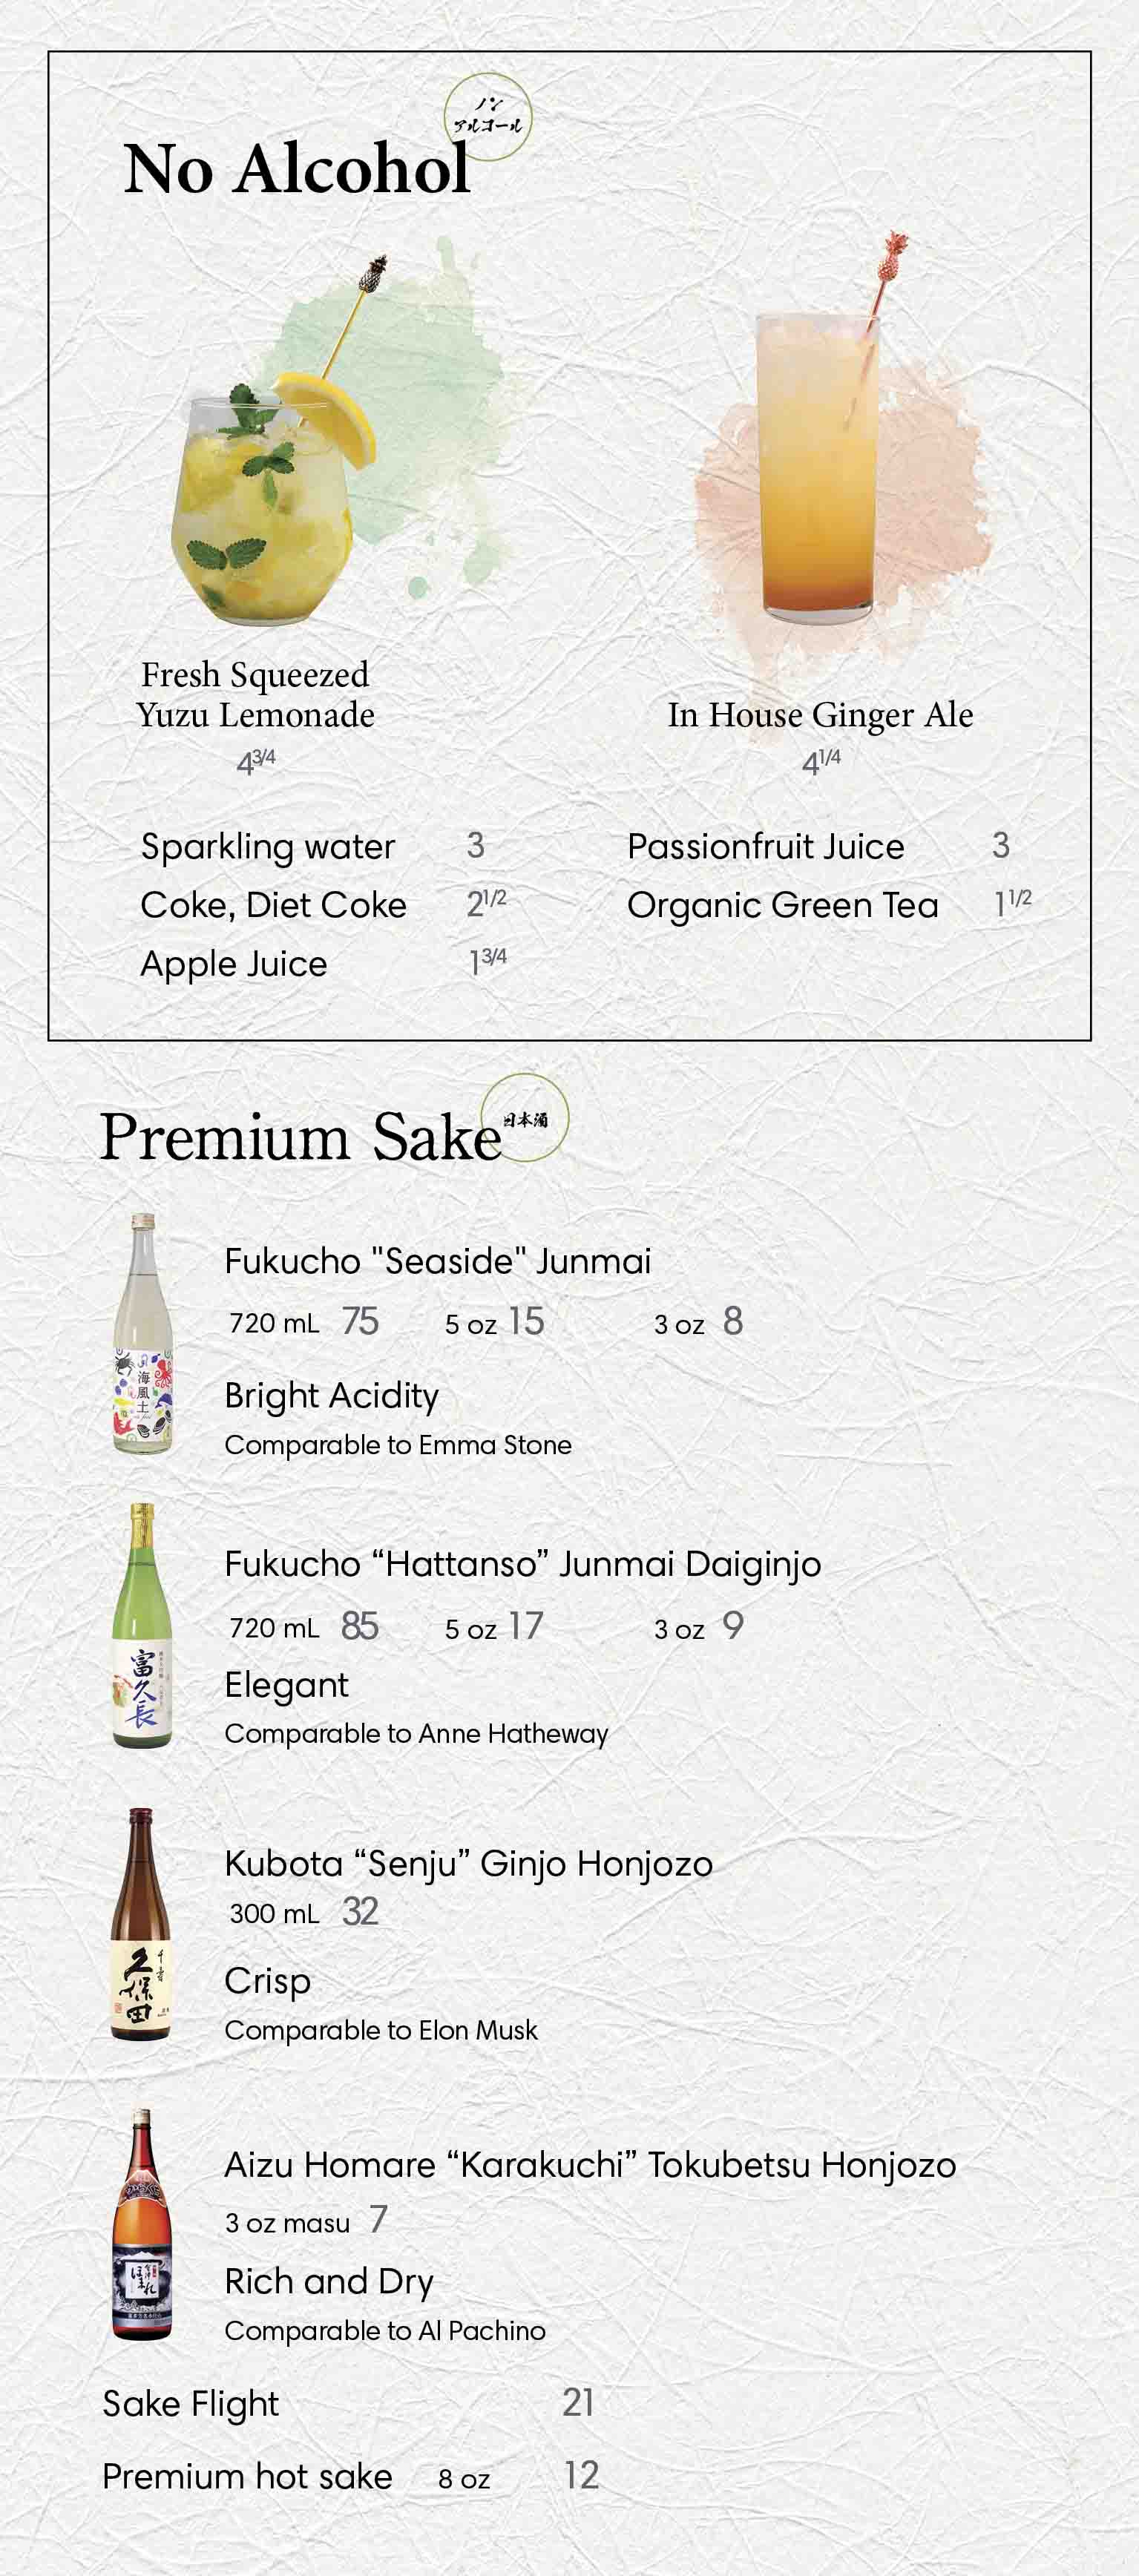 ノン
アルコール
No Alcohol
Fresh Squeezed
Yuzu Lemonade
4 3/4
In House Ginger Ale
4 1/4
Sparkling water 3
Coke, Diet Coke 2 1/2
Apple Juice 1 3/4
Passionfruit Juice 3
Organic Green Tea 1 1/2
Premium Sake
日本酒
Fukucho "Seaside" Junmai
720 mL 75 5 oz 15 3 oz 8
Bright Acidity
Comparable to Emma Stone
海風土
Fukucho “Hattanso” Junmai Daiginjo
720 mL 85 5 oz 17 3 oz 9
Elegant
Comparable to Anne Hatheway
富久長
Kubota “Senju” Ginjo Honjozo
300 mL 32
Crisp
Comparable to Elon Musk
千寿
久保田
Aizu Homare “Karakuchi” Tokubetsu Honjozo
3 oz masu 7
Rich and Dry
Comparable to Al Pachino
からくち
ほまれ
Sake Flight 21
Premium hot sake 8 oz 12